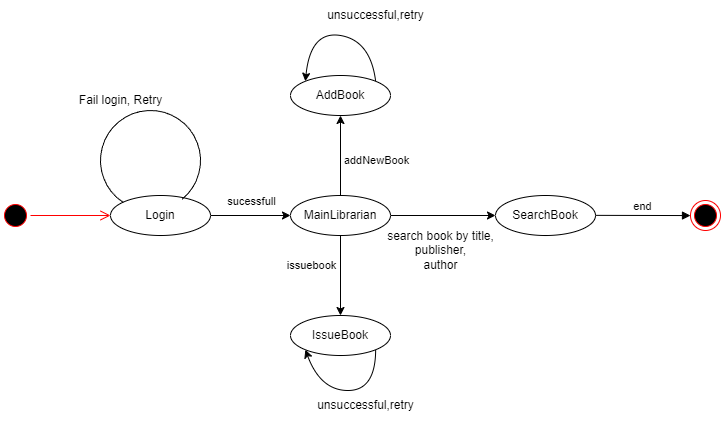 unsuccessful,retry
AddBook
Fail login, Retry
addNewBook
Login
sucessfull
MainLibrarian
search book by title,
publisher,
author
SearchBook
end
issuebook
IssueBook
unsuccessful,retry